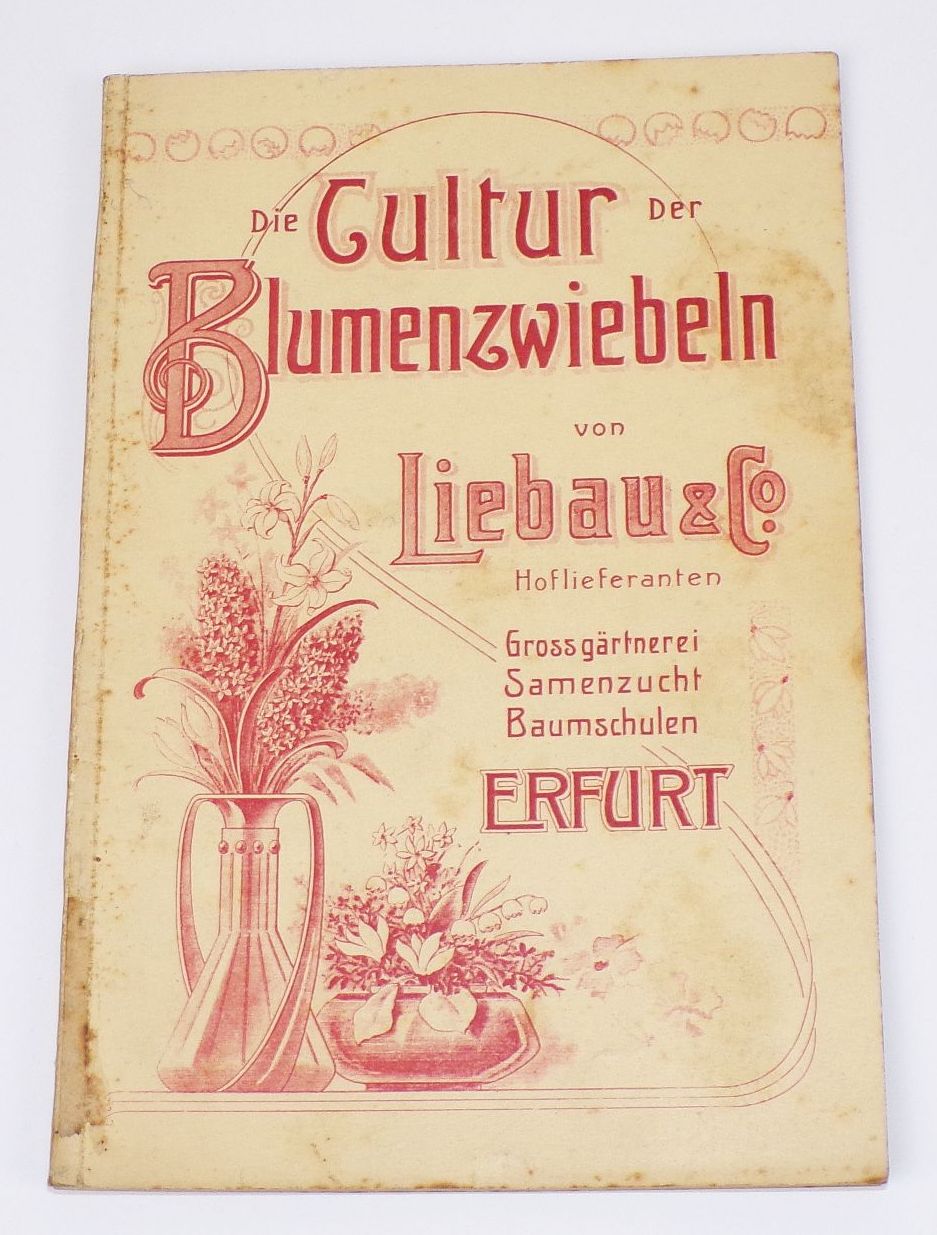 Die Cultur Der
Blumenzwiebeln
von
Liebau & Co.
Hoflieferanten
Grossgärtnerei
Samenzucht
Baumschulen
ERFURT